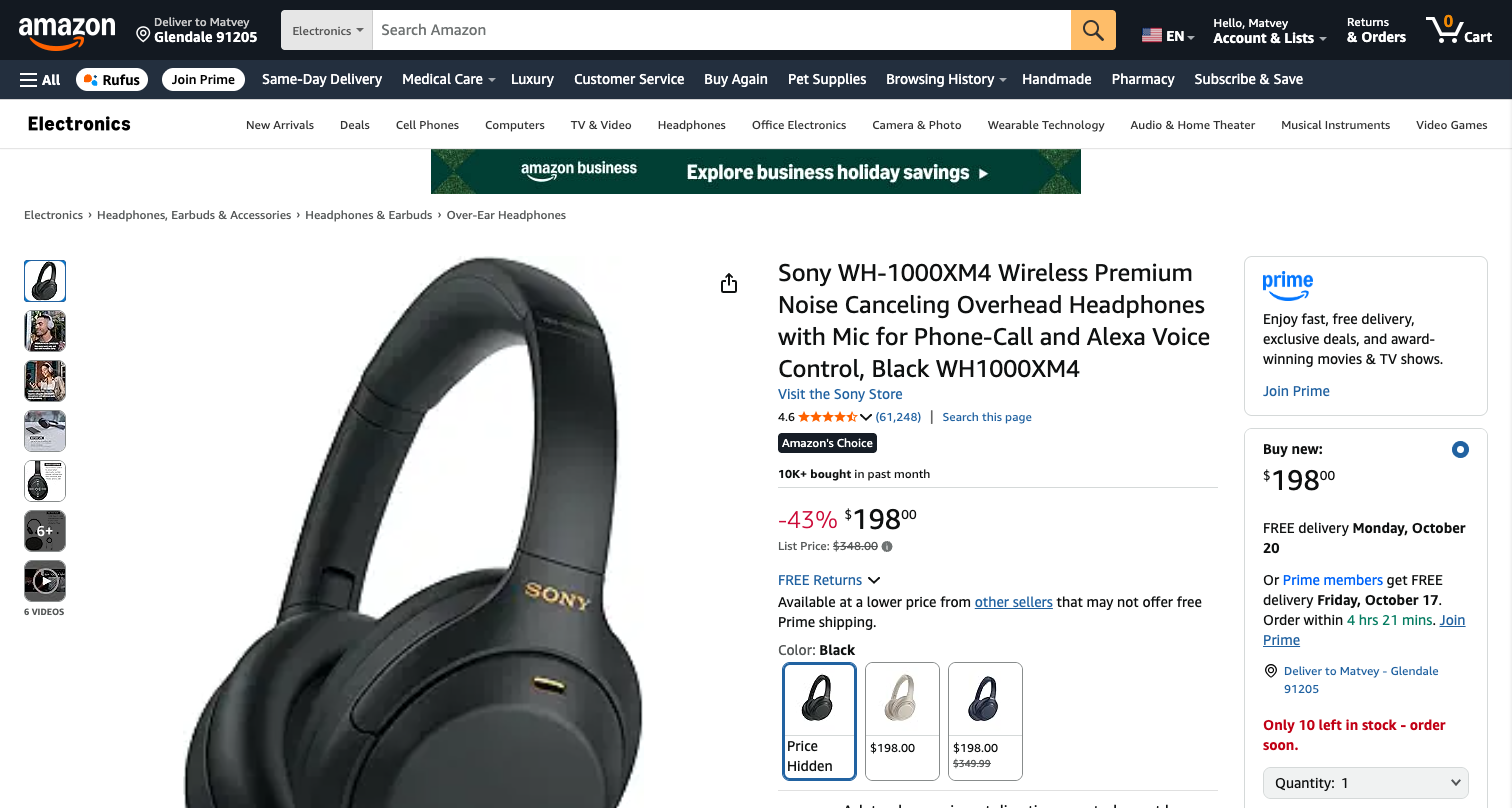 amazon
Deliver to Matvey
Glendale 91205
Electronics
Search Amazon
EN
Hello, Matvey
Account & Lists
Returns
& Orders
0
Cart
All
Rufus
Join Prime
Same-Day Delivery
Medical Care
Luxury
Customer Service
Buy Again
Pet Supplies
Browsing History
Handmade
Pharmacy
Subscribe & Save
Electronics
New Arrivals
Deals
Cell Phones
Computers
TV & Video
Headphones
Office Electronics
Camera & Photo
Wearable Technology
Audio & Home Theater
Musical Instruments
Video Games
amazon business
Explore business holiday savings
Electronics › Headphones, Earbuds & Accessories › Headphones & Earbuds › Over-Ear Headphones
6+
6 VIDEOS
SONY
Sony WH-1000XM4 Wireless Premium
Noise Canceling Overhead Headphones
with Mic for Phone-Call and Alexa Voice
Control, Black WH1000XM4
Visit the Sony Store
4.6 (61,248) | Search this page
Amazon's Choice
10K+ bought in past month
-43% $19800
List Price: $348.00
FREE Returns
Available at a lower price from other sellers that may not offer free
Prime shipping.
Color: Black
Price
Hidden
$198.00
$198.00
$349.99
prime
Enjoy fast, free delivery,
exclusive deals, and award-
winning movies & TV shows.
Join Prime
Buy new:
$19800
FREE delivery Monday, October
20
Or Prime members get FREE
delivery Friday, October 17.
Order within 4 hrs 21 mins. Join
Prime
Deliver to Matvey - Glendale
91205
Only 10 left in stock - order
soon.
Quantity: 1